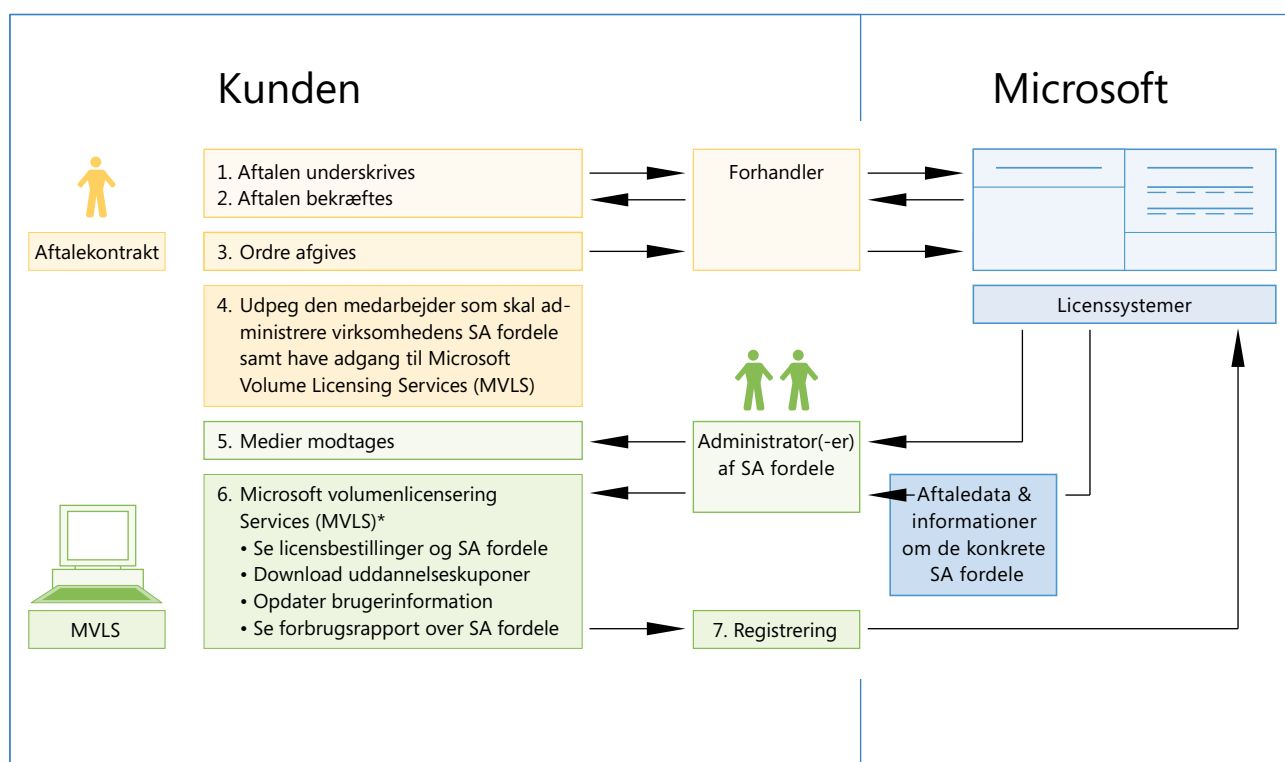 Kunden
Microsoft
1. Aftalen underskrives
2. Aftalen bekræftes
Forhandler
Aftalekontrakt
3. Ordre afgives
4. Udpeg den medarbejder som skal ad-
ministrere virksomhedens SA fordele
samt have adgang til Microsoft
Volume Licensing Services (MVLS)
Licenssystemer
5. Medier modtages
Administrator(-er)
af SA fordele
6. Microsoft volumenlicensering
Services (MVLS)*
• Se licensbestillinger og SA fordele
• Download uddannelseskuponer
• Opdater brugerinformation
• Se forbrugsrapport over SA fordele
Aftaledata &
informationer
om de konkrete
SA fordele
MVLS
7. Registrering